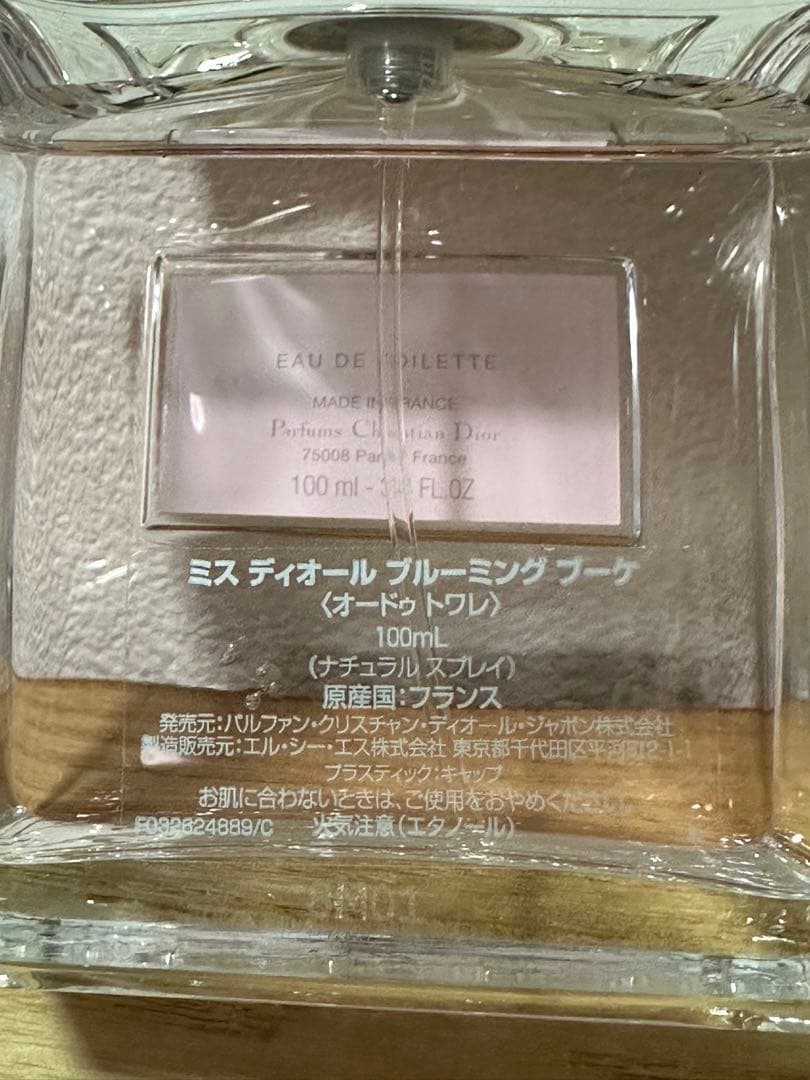 EAU DE TOILETTE
MADE IN FRANCE
Parfums Christian Dior
75008 Paris France
100 ml - 3.4 FL.OZ
ミス ディオール ブルーミング ブーケ
〈オードゥ トワレ〉
100mL
(ナチュラル スプレイ)
原産国:フランス
発売元:パルファン・クリスチャン・ディオール・ジャポン株式会社
製造販売元:エル・シー・エス株式会社 東京都千代田区平河町2-1-1
プラスティック:キャップ
お肌に合わないときは、ご使用をおやめください。
F032624889/C 火気注意(エタノール)